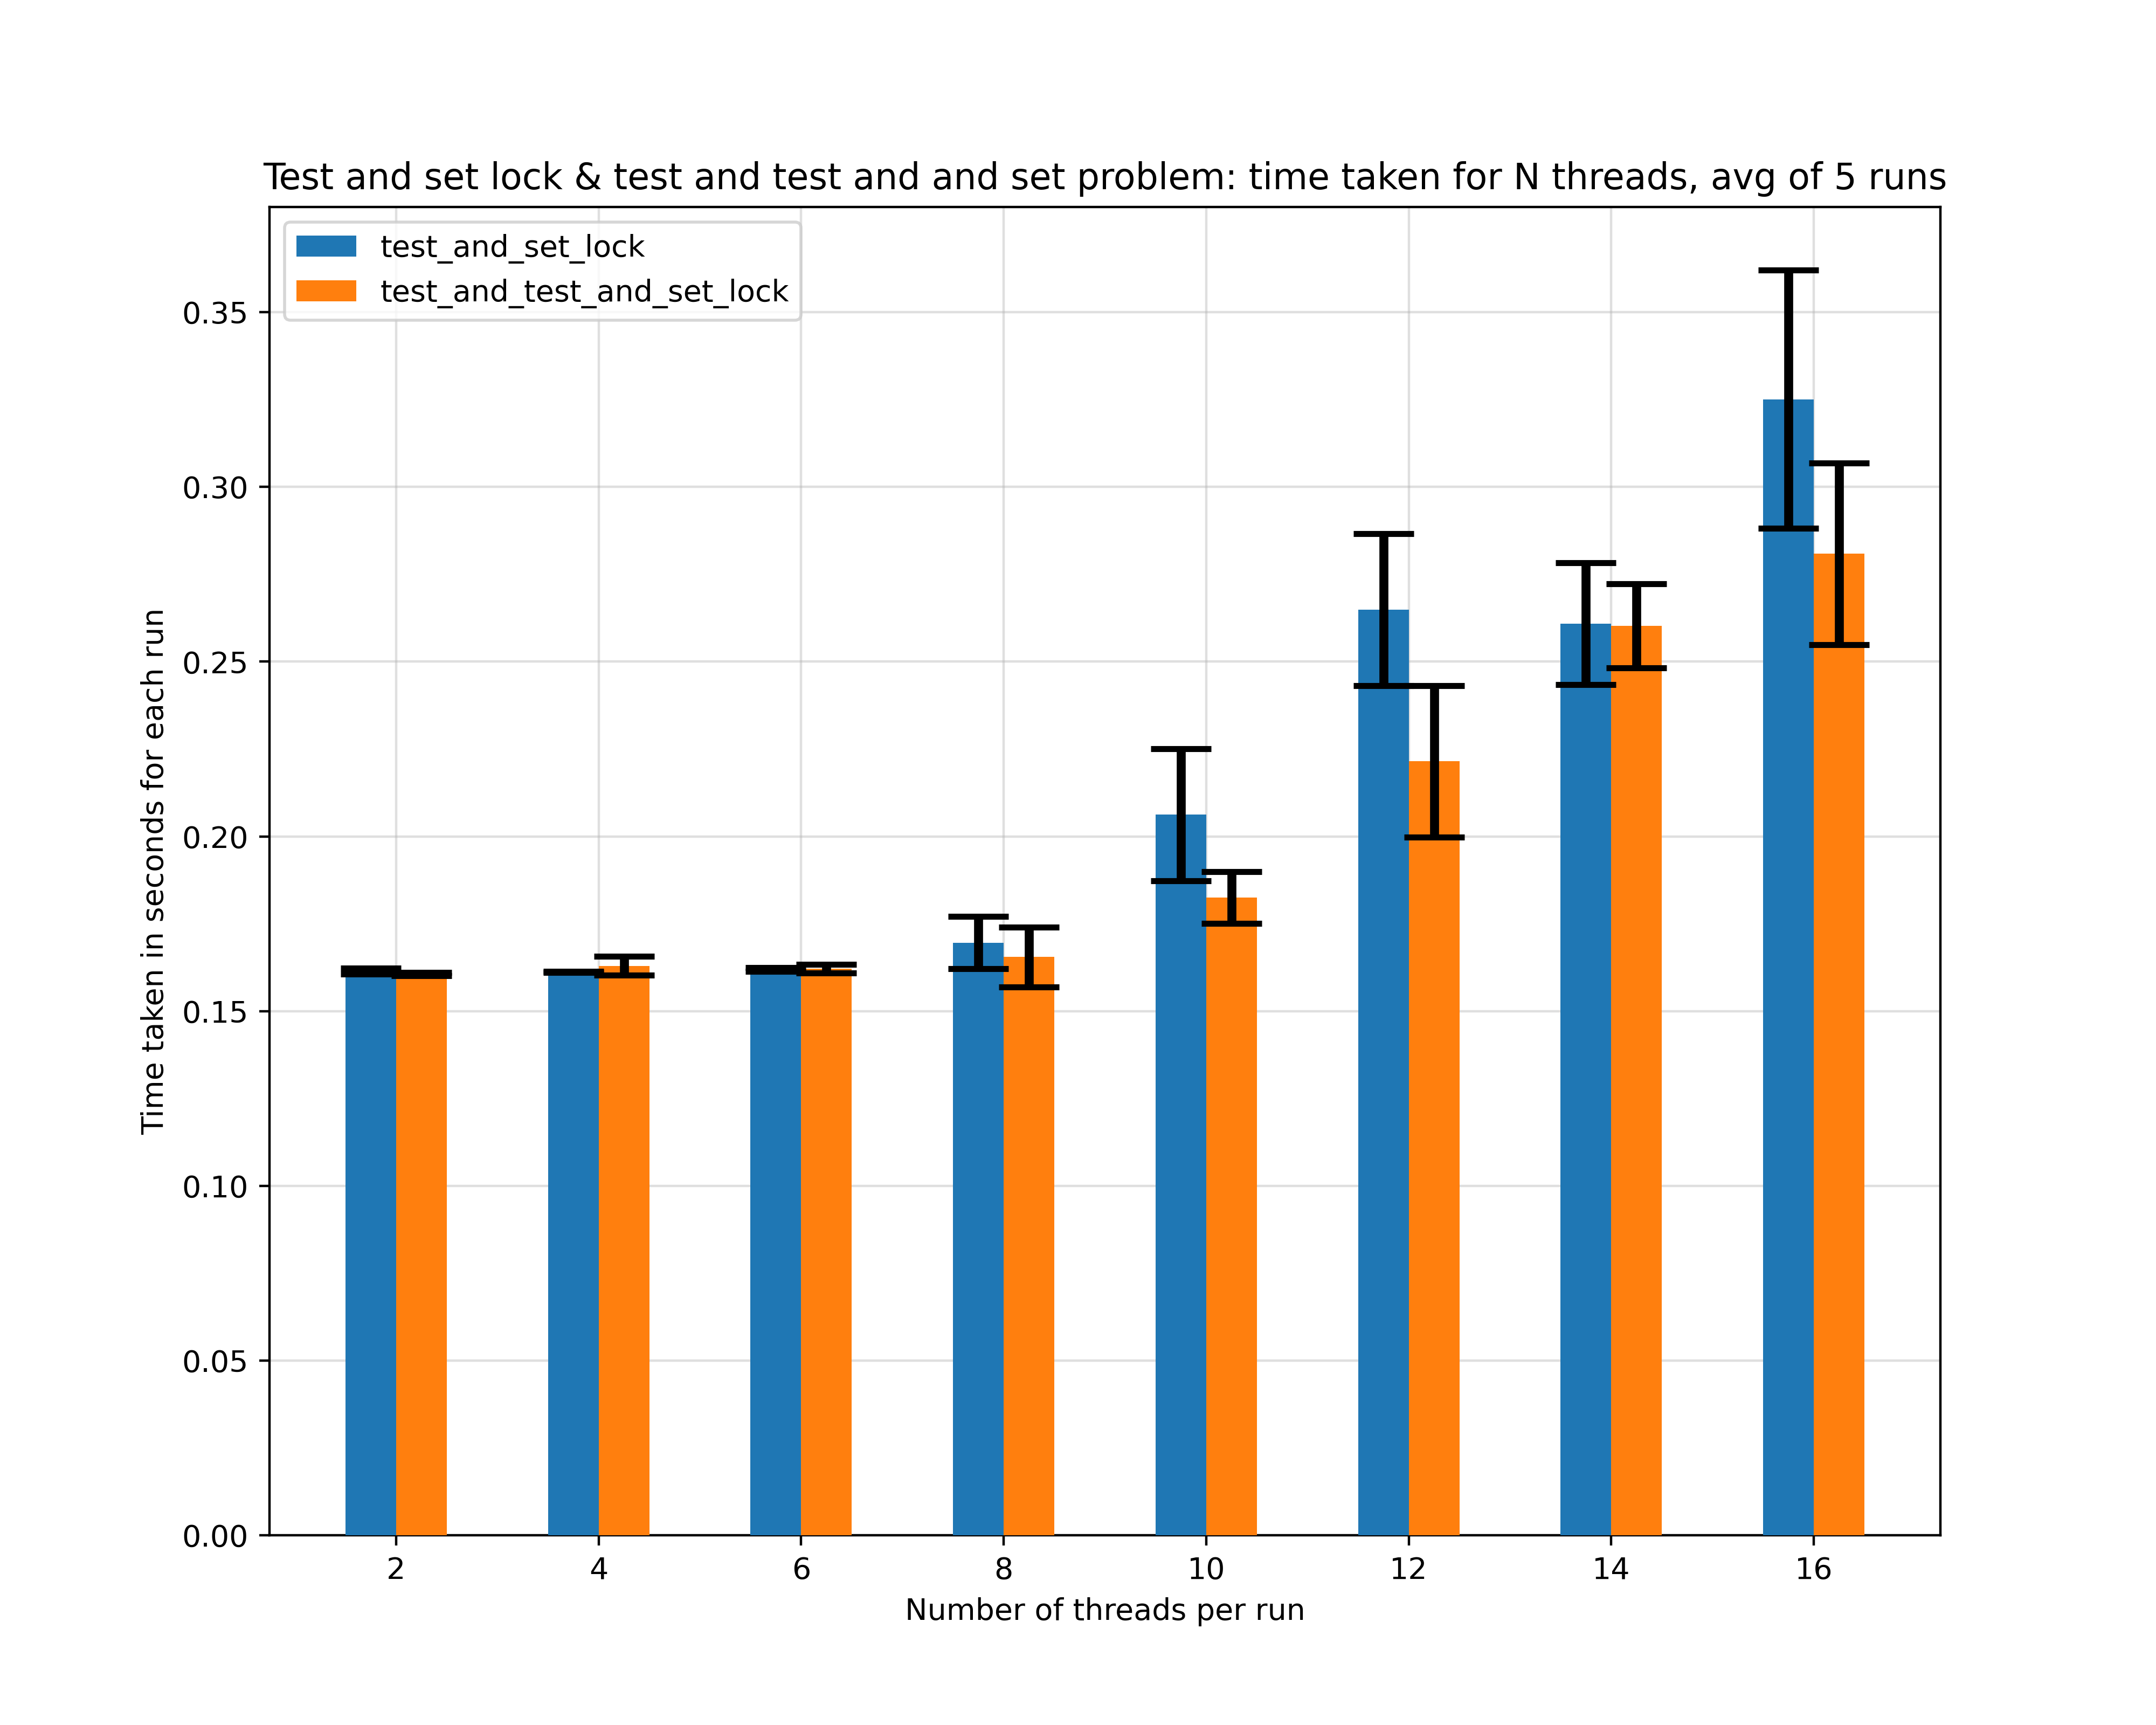 Test and set lock & test and test and and set problem: time taken for N threads, avg of 5 runs
test_and_set_lock
test_and_test_and_set_lock
0.35
0.30
0.25
0.20
0.15
0.10
0.05
0.00
Time taken in seconds for each run
2 4 6 8 10 12 14 16
Number of threads per run